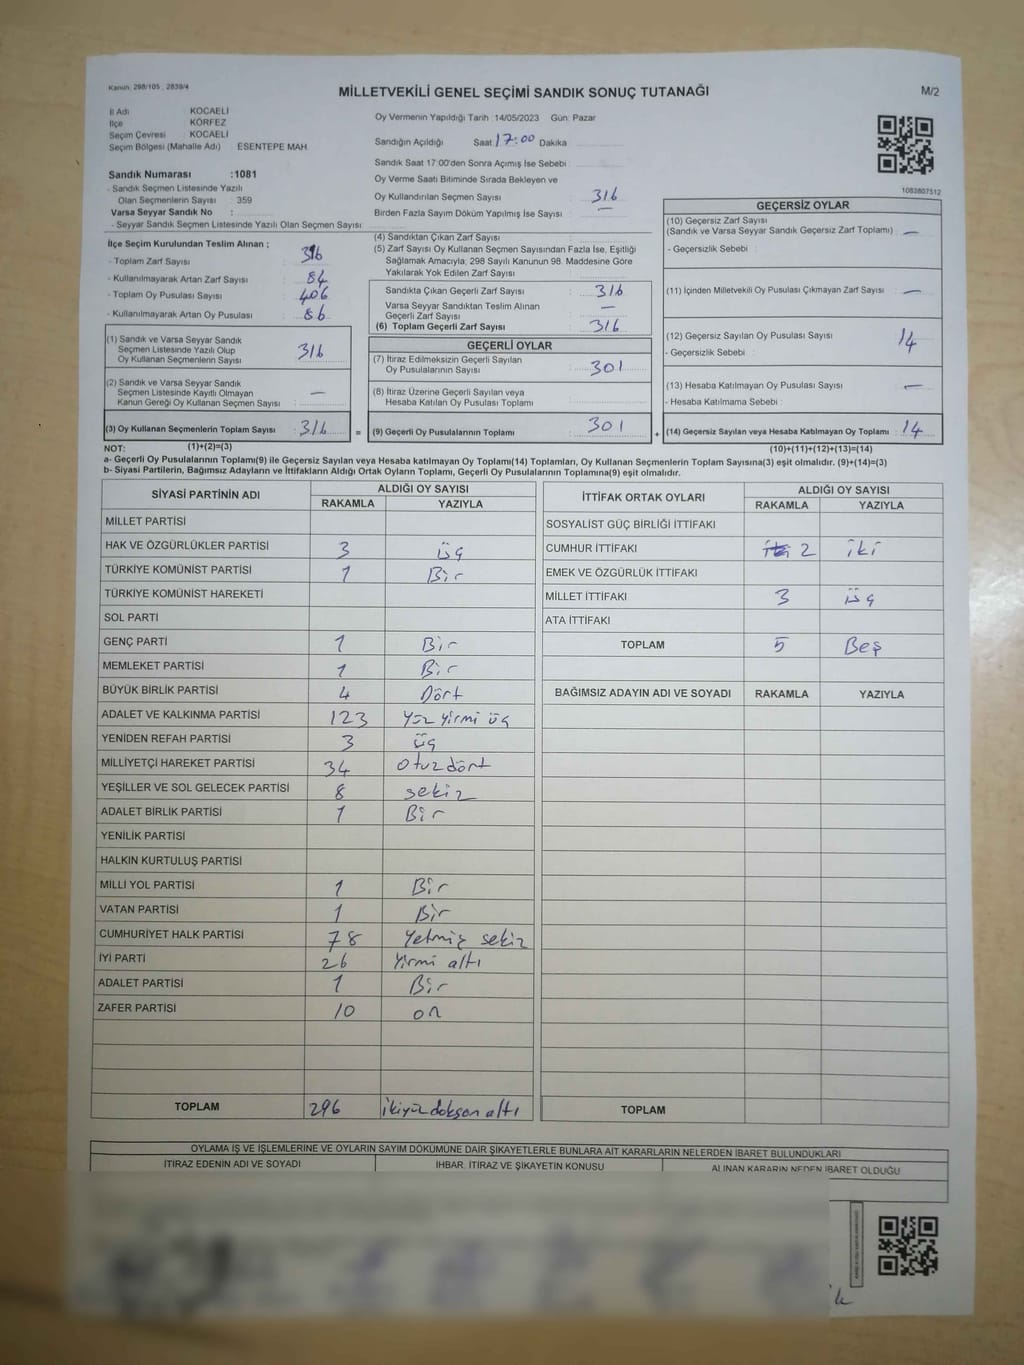 Kanun, 298/105 , 2839/4
MİLLETVEKİLİ GENEL SEÇİMİ SANDIK SONUÇ TUTANAĞI
M/2
İl Adı : KOCAELİ
İlçe : KÖRFEZ
Seçim Çevresi : KOCAELİ
Seçim Bölgesi (Mahalle Adı) : ESENTEPE MAH
Sandık Numarası :1081
- Sandık Seçmen Listesinde Yazılı
Olan Seçmenlerin Sayısı : 359
Varsa Seyyar Sandık No :
- Seyyar Sandık Seçmen Listesinde Yazılı Olan Seçmen Sayısı :
Oy Vermenin Yapıldığı Tarih :14/05/2023 Gün: Pazar
Sandığın Açıldığı Saat 17:00 Dakika
Sandık Saat 17:00'den Sonra Açımış İse Sebebi :
Oy Verme Saati Bitiminde Sırada Bekleyen ve
Oy Kullandırılan Seçmen Sayısı : 316
Birden Fazla Sayım Döküm Yapılmış İse Sayısı : —
1083807512
İlçe Seçim Kurulundan Teslim Alınan ;
- Toplam Zarf Sayısı :
- Kullanılmayarak Artan Zarf Sayısı : 84
- Toplam Oy Pusulası Sayısı : 406
- Kullanılmayarak Artan Oy Pusulası : 86
(4) Sandıktan Çıkan Zarf Sayısı :
(5) Zarf Sayısı Oy Kullanan Seçmen Sayısından Fazla İse, Eşitliği
Sağlamak Amacıyla, 298 Sayılı Kanunun 98. Maddesine Göre
Yakılarak Yok Edilen Zarf Sayısı :
Sandıkta Çıkan Geçerli Zarf Sayısı : 316
Varsa Seyyar Sandıktan Teslim Alınan
Geçerli Zarf Sayısı : —
(6) Toplam Geçerli Zarf Sayısı : 316
(1) Sandık ve Varsa Seyyar Sandık
Seçmen Listesinde Yazılı Olup
Oy Kullanan Seçmenlerin Sayısı : 316
(2) Sandık ve Varsa Seyyar Sandık
Seçmen Listesinde Kayıtlı Olmayan
Kanun Gereği Oy Kullanan Seçmen Sayısı : —
(3) Oy Kullanan Seçmenlerin Toplam Sayısı : 316 =
GEÇERLİ OYLAR
(7) İtiraz Edilmeksizin Geçerli Sayılan
Oy Pusulalarının Sayısı : 301
(8) İtiraz Üzerine Geçerli Sayılan veya
Hesaba Katılan Oy Pusulası Toplamı :
(9) Geçerli Oy Pusulalarının Toplamı : 301 +
GEÇERSİZ OYLAR
(10) Geçersiz Zarf Sayısı
(Sandık ve Varsa Seyyar Sandık Geçersiz Zarf Toplamı) : —
- Geçersizlik Sebebi :
(11) İçinden Milletvekili Oy Pusulası Çıkmayan Zarf Sayısı : —
(12) Geçersiz Sayılan Oy Pusulası Sayısı : 14
- Geçersizlik Sebebi :
(13) Hesaba Katılmayan Oy Pusulası Sayısı : —
- Hesaba Katılmama Sebebi :
(14) Geçersiz Sayılan veya Hesaba Katılmayan Oy Toplamı : 14
NOT: (1)+(2)=(3) (10)+(11)+(12)+(13)=(14)
a- Geçerli Oy Pusulalarının Toplamı(9) ile Geçersiz Sayılan veya Hesaba katılmayan Oy Toplamı(14) Toplamları, Oy Kullanan Seçmenlerin Toplam Sayısına(3) eşit olmalıdır. (9)+(14)=(3)
b- Siyasi Partilerin, Bağımsız Adayların ve İttifakların Aldığı Ortak Oyların Toplamı, Geçerli Oy Pusulalarının Toplamına(9) eşit olmalıdır.
SİYASİ PARTİNİN ADI ALDIĞI OY SAYISI
RAKAMLA YAZIYLA
MİLLET PARTİSİ
HAK VE ÖZGÜRLÜKLER PARTİSİ 3 üç
TÜRKİYE KOMÜNİST PARTİSİ 1 Bir
TÜRKİYE KOMÜNİST HAREKETİ
SOL PARTİ
GENÇ PARTİ 1 Bir
MEMLEKET PARTİSİ 1 Bir
BÜYÜK BİRLİK PARTİSİ 4 Dört
ADALET VE KALKINMA PARTİSİ 123 yüz yirmi üç
YENİDEN REFAH PARTİSİ 3 üç
MİLLİYETÇİ HAREKET PARTİSİ 34 otuz dört
YEŞİLLER VE SOL GELECEK PARTİSİ 8 sekiz
ADALET BİRLİK PARTİSİ 1 Bir
YENİLİK PARTİSİ
HALKIN KURTULUŞ PARTİSİ
MİLLİ YOL PARTİSİ 1 Bir
VATAN PARTİSİ 1 Bir
CUMHURİYET HALK PARTİSİ 78 Yetmiş sekiz
İYİ PARTİ 26 Yirmi altı
ADALET PARTİSİ 1 Bir
ZAFER PARTİSİ 10 on
TOPLAM 296 ikiyüz doksan altı
İTTİFAK ORTAK OYLARI ALDIĞI OY SAYISI
RAKAMLA YAZIYLA
SOSYALİST GÜÇ BİRLİĞİ İTTİFAKI
CUMHUR İTTİFAKI 2 iki
EMEK VE ÖZGÜRLÜK İTTİFAKI
MİLLET İTTİFAKI 3 üç
ATA İTTİFAKI
TOPLAM 5 Beş
BAĞIMSIZ ADAYIN ADI VE SOYADI RAKAMLA YAZIYLA
TOPLAM
OYLAMA İŞ VE İŞLEMLERİNE VE OYLARIN SAYIM DÖKÜMÜNE DAİR ŞİKAYETLERLE BUNLARA AİT KARARLARIN NELERDEN İBARET BULUNDUKLARI
İTİRAZ EDENİN ADI VE SOYADI İHBAR, İTİRAZ VE ŞİKAYETİN KONUSU ALINAN KARARIN NEDEN İBARET OLDUĞU